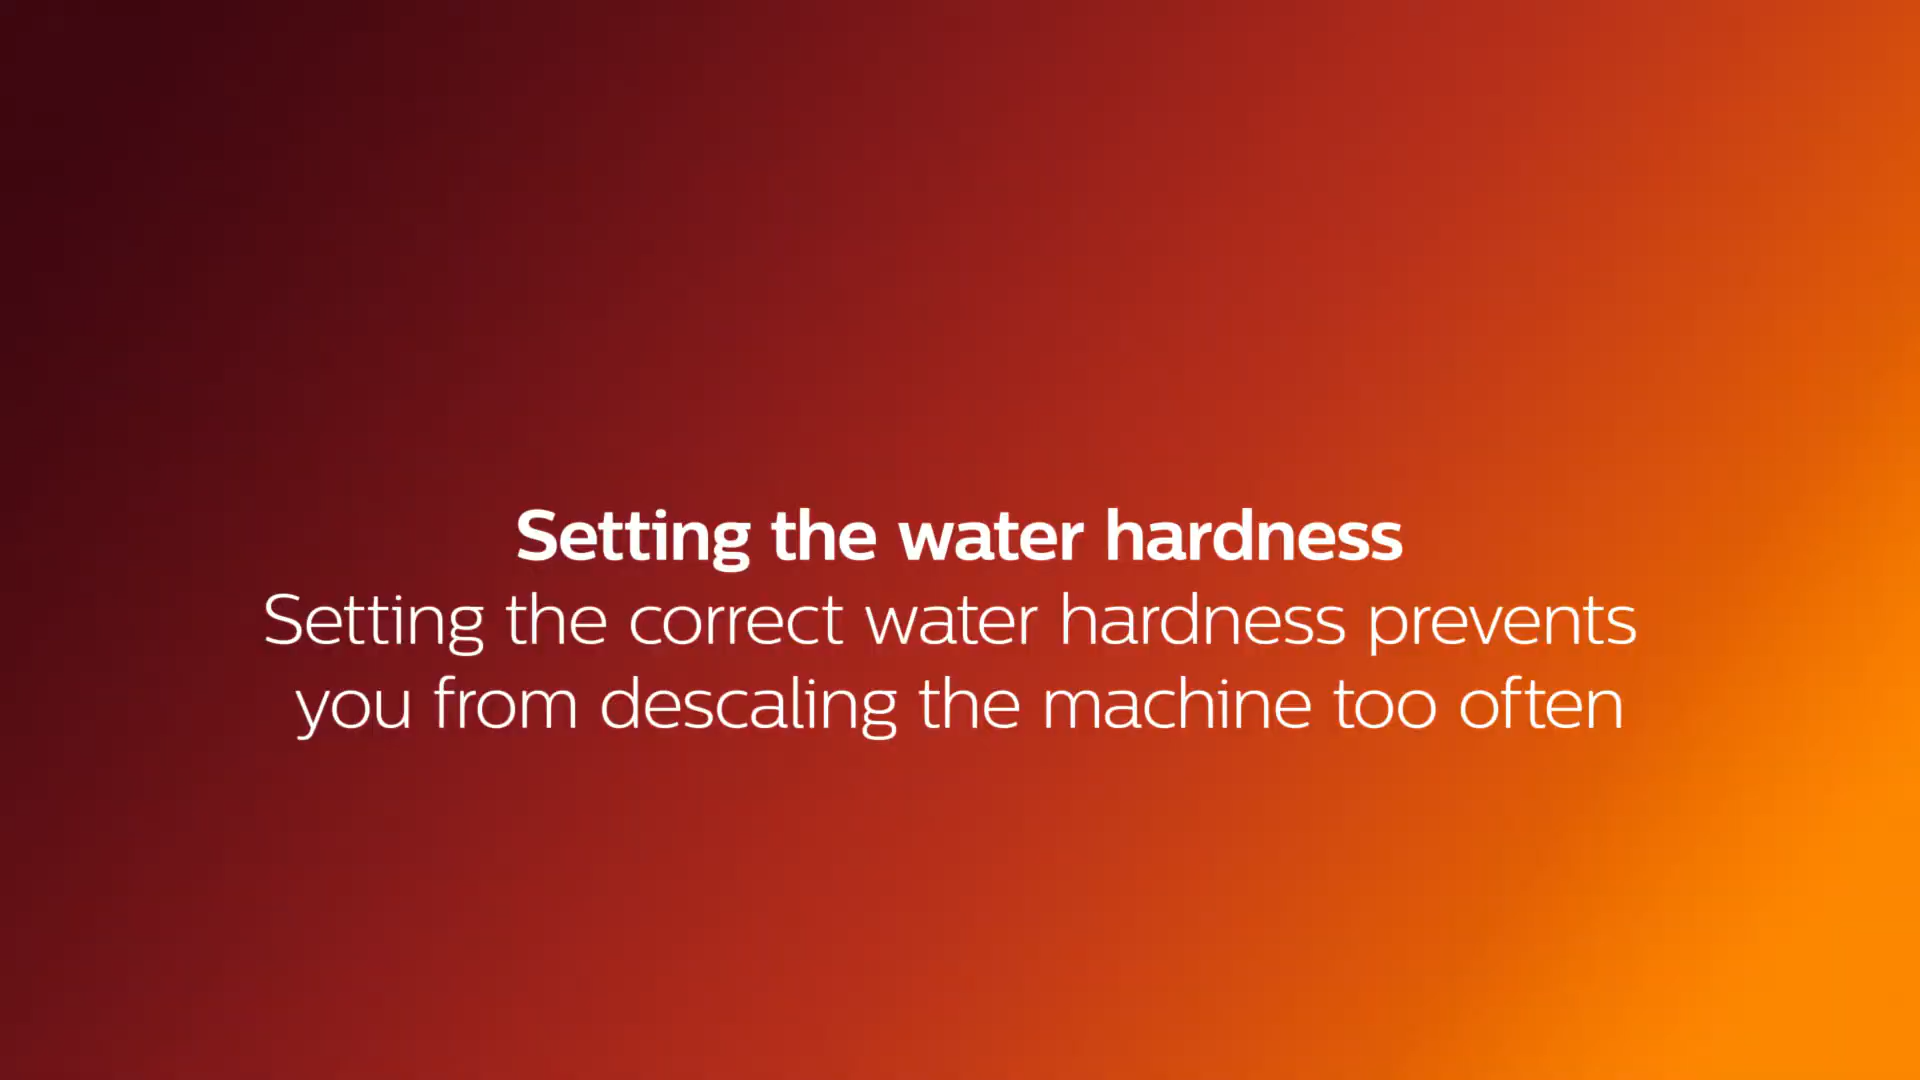 Setting the water hardness
Setting the correct water hardness prevents
you from descaling the machine too often